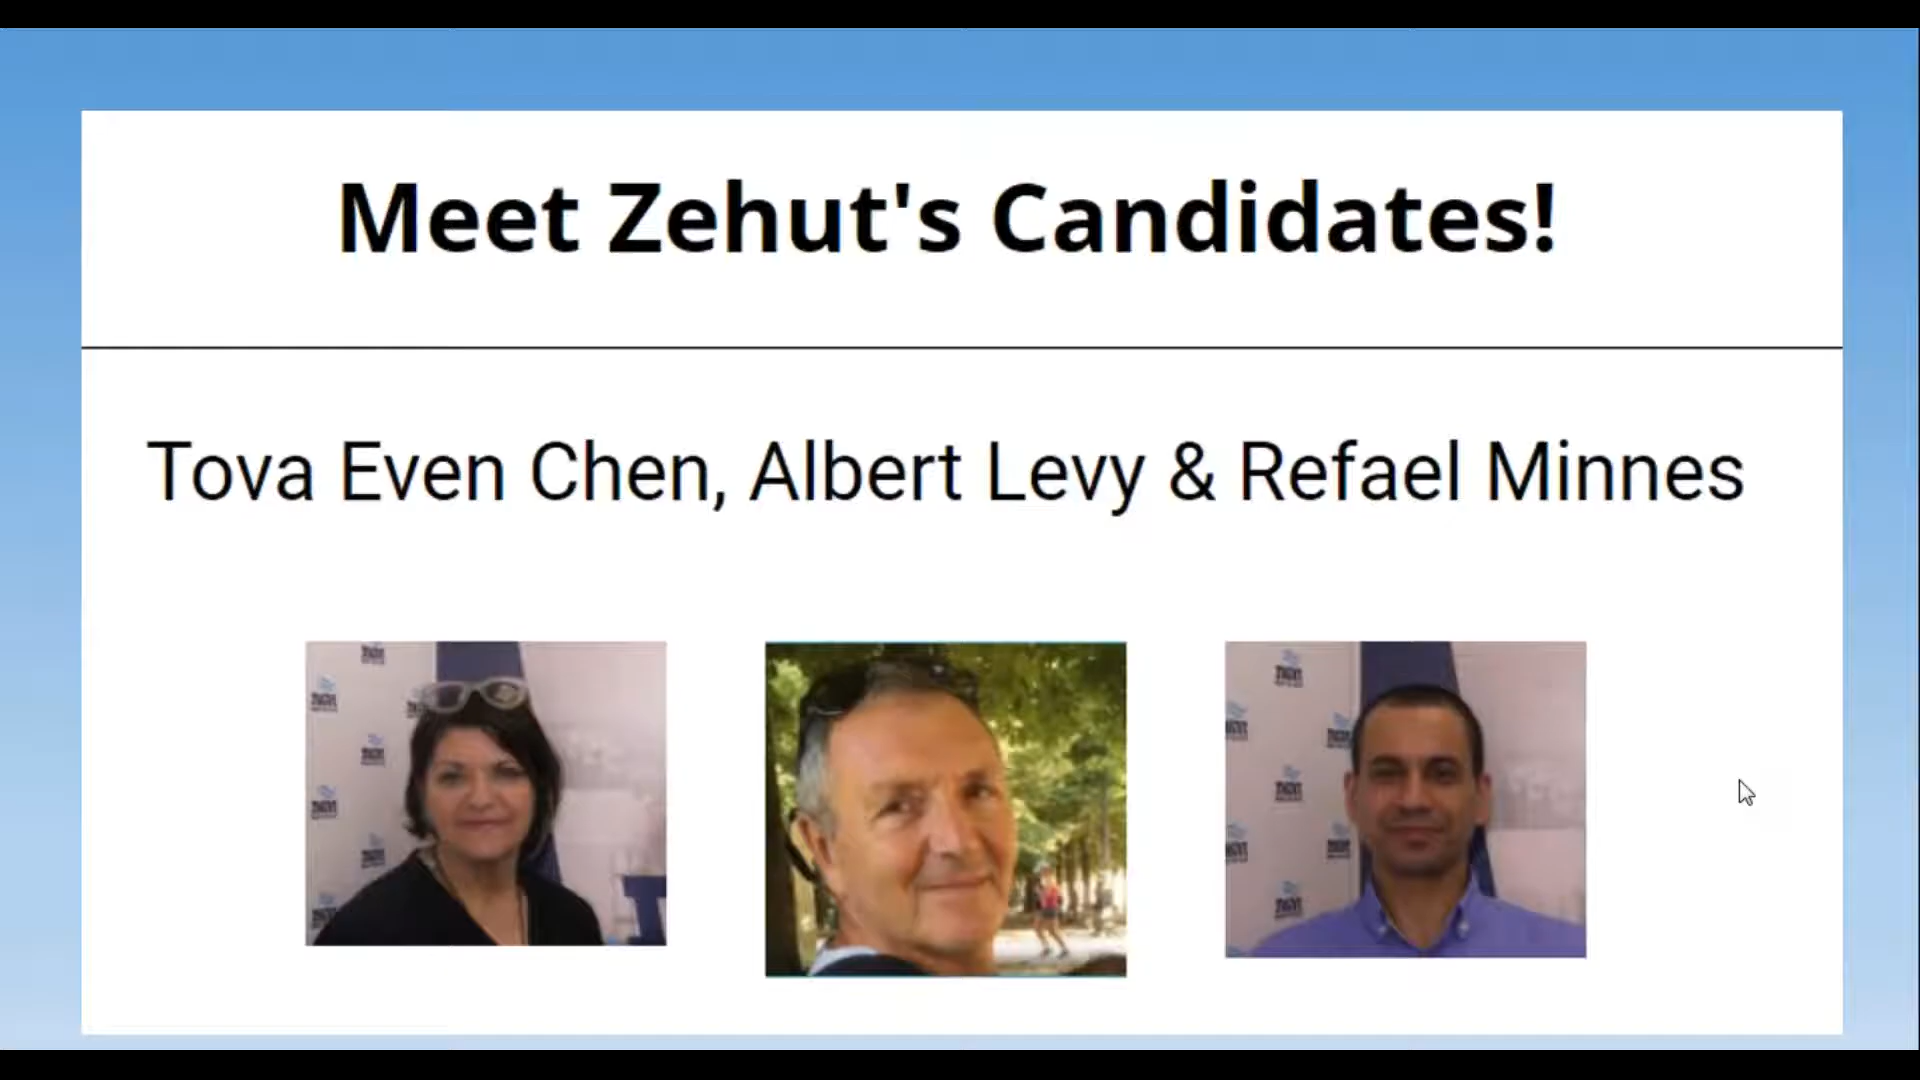 Meet Zehut's Candidates!
Tova Even Chen, Albert Levy & Refael Minnes